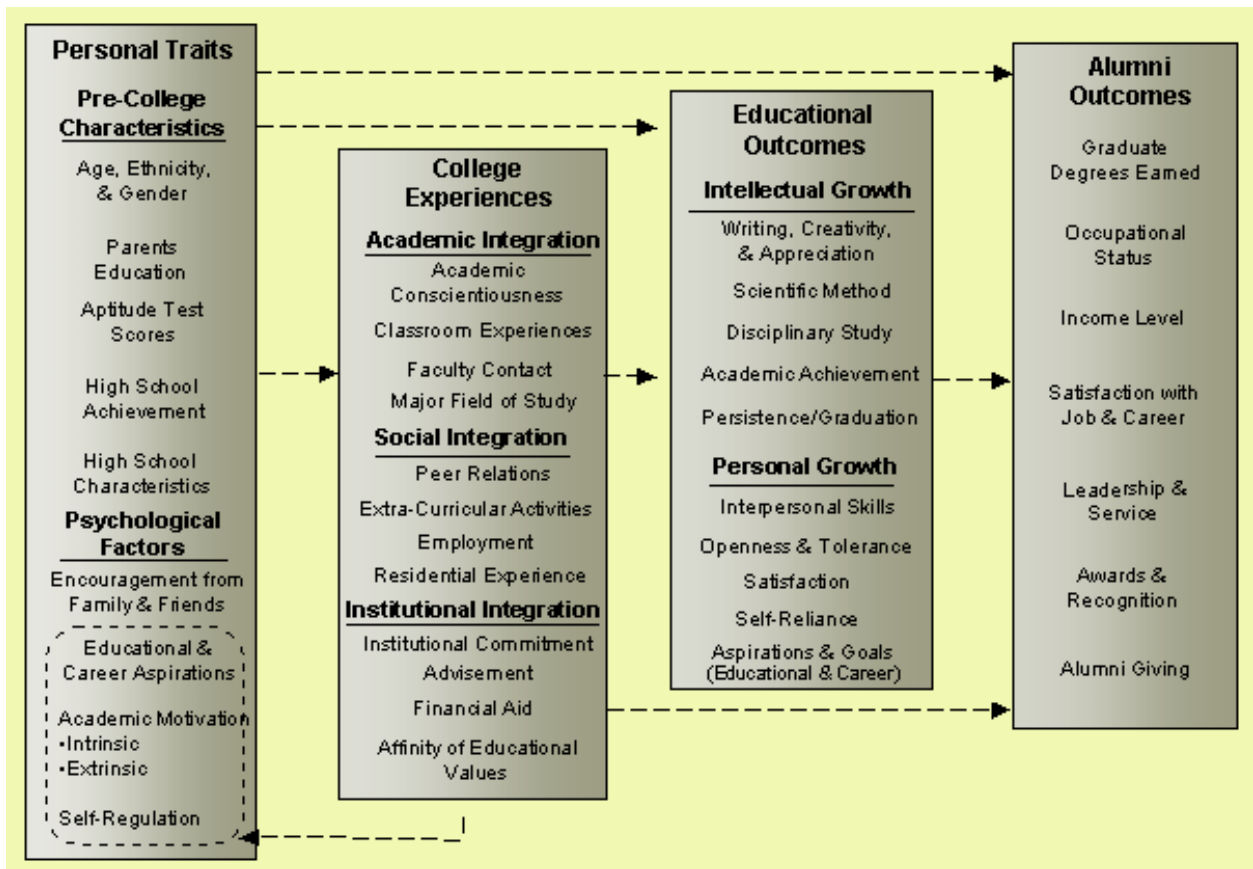 Personal Traits
Pre-College
Characteristics
Age, Ethnicity,
& Gender
Parents
Education
Aptitude Test
Scores
High School
Achievement
High School
Characteristics
Psychological
Factors
Encouragement from
Family & Friends
Educational &
Career Aspirations
Academic Motivation
•Intrinsic
•Extrinsic
Self-Regulation
College
Experiences
Academic Integration
Academic
Conscientiousness
Classroom Experiences
Faculty Contact
Major Field of Study
Social Integration
Peer Relations
Extra-Curricular Activities
Employment
Residential Experience
Institutional Integration
Institutional Commitment
Advisement
Financial Aid
Affinity of Educational
Values
Educational
Outcomes
Intellectual Growth
Writing, Creativity,
& Appreciation
Scientific Method
Disciplinary Study
Academic Achievement
Persistence/Graduation
Personal Growth
Interpersonal Skills
Openness & Tolerance
Satisfaction
Self-Reliance
Aspirations & Goals
(Educational & Career)
Alumni
Outcomes
Graduate
Degrees Earned
Occupational
Status
Income Level
Satisfaction with
Job & Career
Leadership &
Service
Awards &
Recognition
Alumni Giving